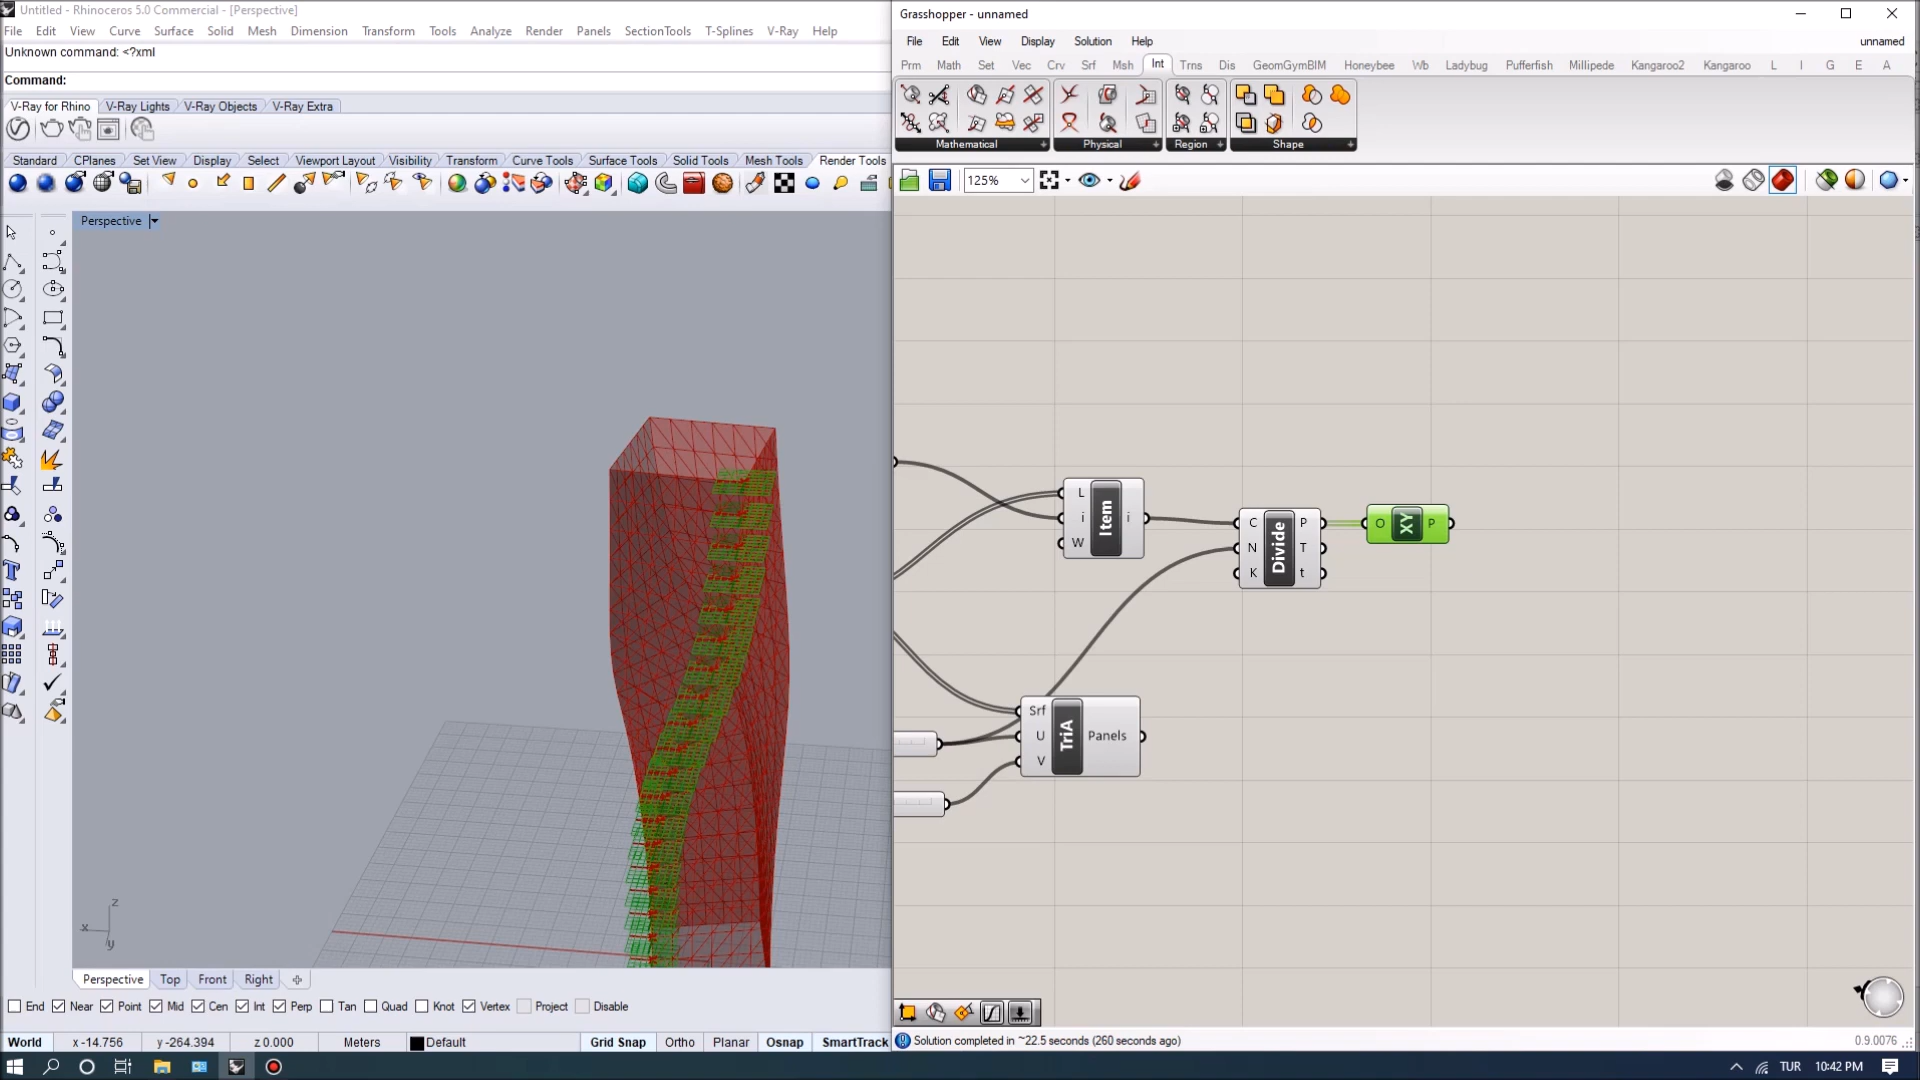 Untitled - Rhinoceros 5.0 Commercial - [Perspective]
File Edit View Curve Surface Solid Mesh Dimension Transform Tools Analyze Render Panels SectionTools T-Splines V-Ray Help
Unknown command: <?xml
Command:
V-Ray for Rhino V-Ray Lights V-Ray Objects V-Ray Extra
Standard CPlanes Set View Display Select Viewport Layout Visibility Transform Curve Tools Surface Tools Solid Tools Mesh Tools Render Tools
Perspective
z
x
y
Perspective Top Front Right
End Near Point Mid Cen Int Perp Tan Quad Knot Vertex Project Disable
World x -14.756 y -264.394 z 0.000 Meters Default Grid Snap Ortho Planar Osnap SmartTrack
Grasshopper - unnamed
File Edit View Display Solution Help unnamed
Prm Math Set Vec Crv Srf Msh Int Trns Dis GeomGymBIM Honeybee Wb Ladybug Pufferfish Millipede Kangaroo2 Kangaroo L I G E A
Mathematical Physical Region Shape
125%
L i W Item i
C N K Divide P T t
O XY P
Srf U V TriA Panels
Solution completed in ~22.5 seconds (260 seconds ago) 0.9.0076
TUR 10:42 PM